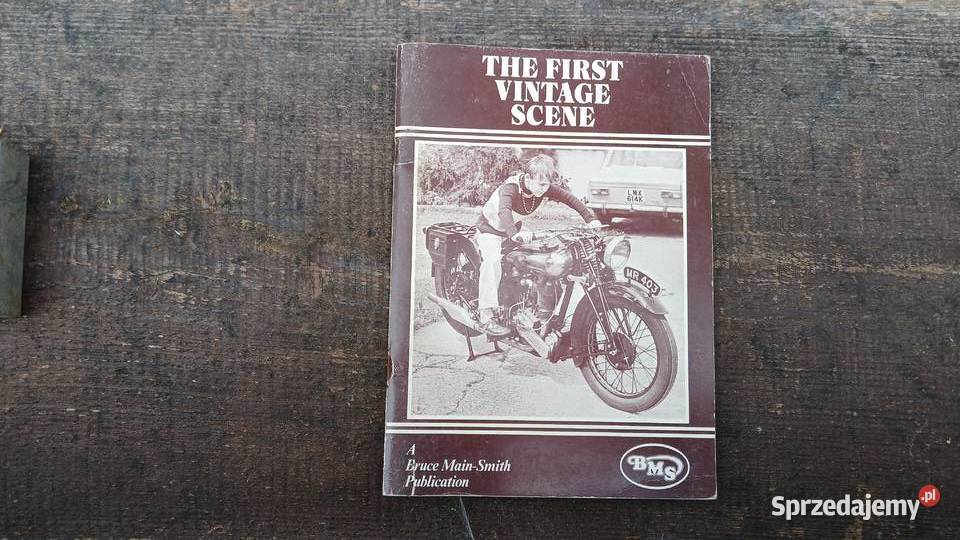 THE FIRST
VINTAGE
SCENE
LMX
614K
MR 403
A
Bruce Main-Smith
Publication
BMS
Sprzedajemy.pl